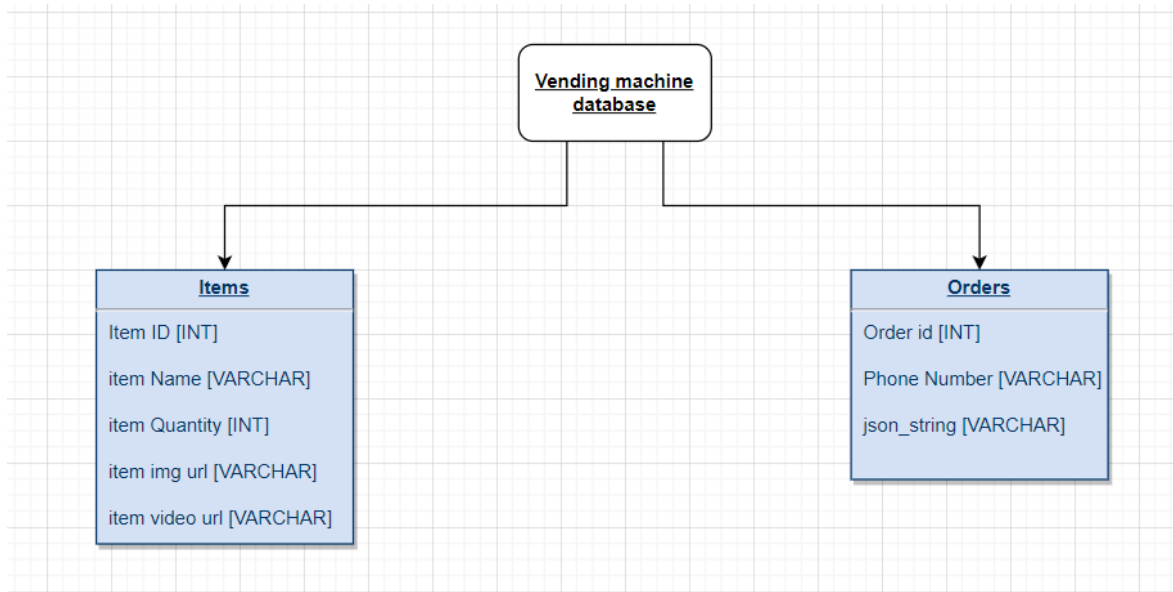 Vending machine
database
Items
Item ID [INT]
item Name [VARCHAR]
item Quantity [INT]
item img url [VARCHAR]
item video url [VARCHAR]
Orders
Order id [INT]
Phone Number [VARCHAR]
json_string [VARCHAR]